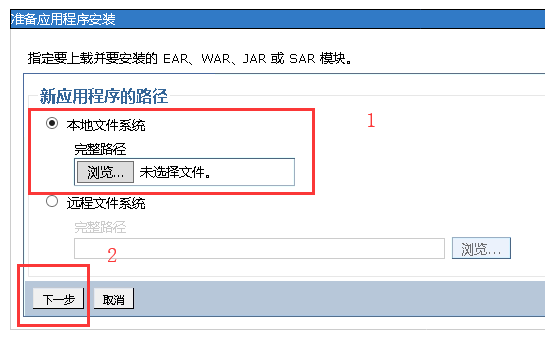 准备应用程序安装
指定要上载并要安装的 EAR、WAR、JAR 或 SAR 模块。
新应用程序的路径
本地文件系统
1
完整路径
浏览... 未选择文件。
远程文件系统
完整路径
2
浏览...
下一步 取消